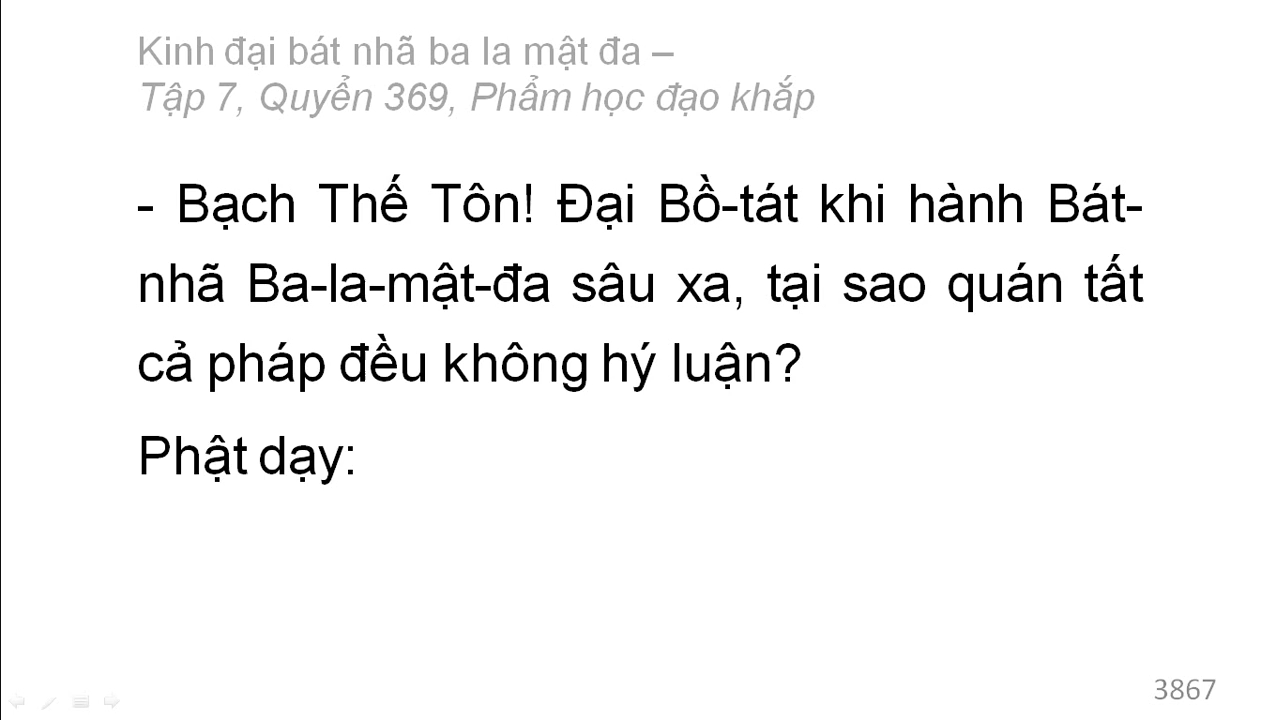 Kinh đại bát nhã ba la mật đa –
Tập 7, Quyển 369, Phẩm học đạo khắp
- Bạch Thế Tôn! Đại Bồ-tát khi hành Bát-
nhã Ba-la-mật-đa sâu xa, tại sao quán tất
cả pháp đều không hý luận?
Phật dạy:
3867